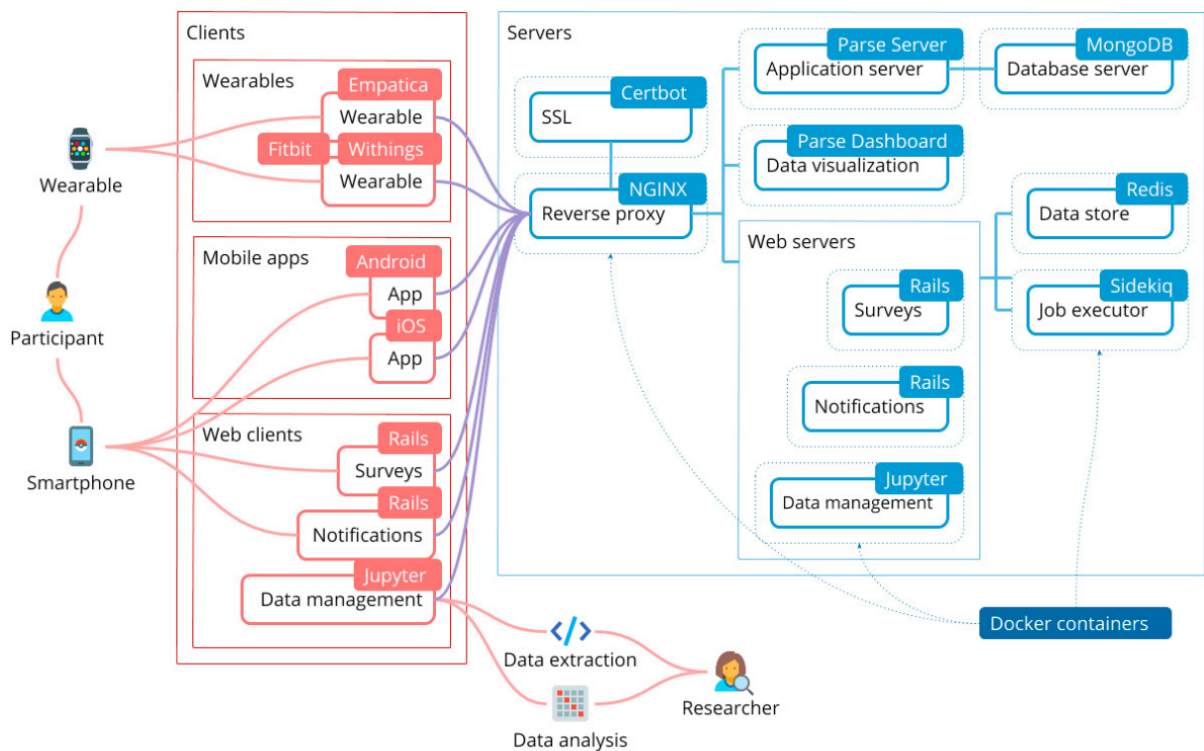 Clients
Wearables
Empatica
Wearable
Fitbit
Withings
Wearable
Mobile apps
Android
App
iOS
App
Web clients
Rails
Surveys
Rails
Notifications
Jupyter
Data management
Wearable
Participant
Smartphone
Servers
Certbot
SSL
NGINX
Reverse proxy
Parse Server
Application server
MongoDB
Database server
Parse Dashboard
Data visualization
Web servers
Rails
Surveys
Rails
Notifications
Jupyter
Data management
Redis
Data store
Sidekiq
Job executor
Docker containers
Data extraction
Data analysis
Researcher